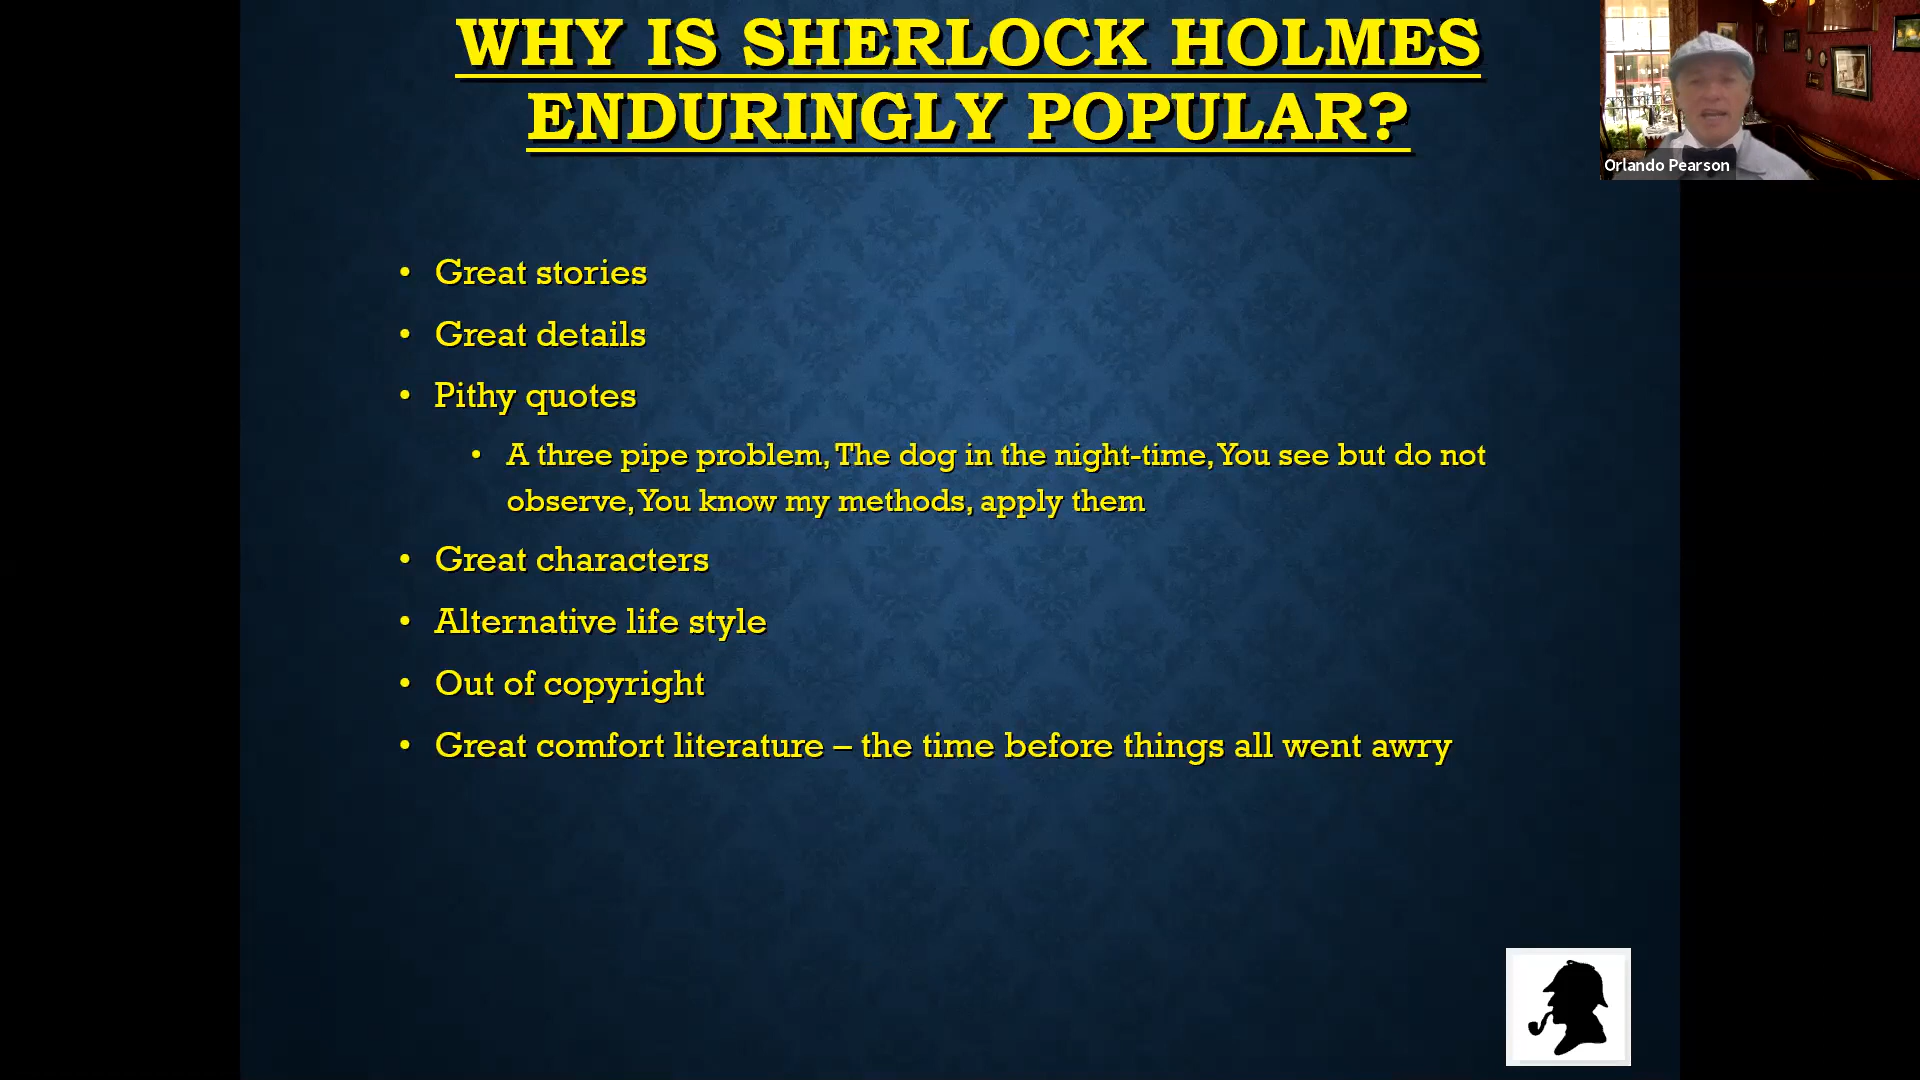 WHY IS SHERLOCK HOLMES
ENDURINGLY POPULAR?
Orlando Pearson
• Great stories
• Great details
• Pithy quotes
• A three pipe problem, The dog in the night-time, You see but do not
observe, You know my methods, apply them
• Great characters
• Alternative life style
• Out of copyright
• Great comfort literature – the time before things all went awry